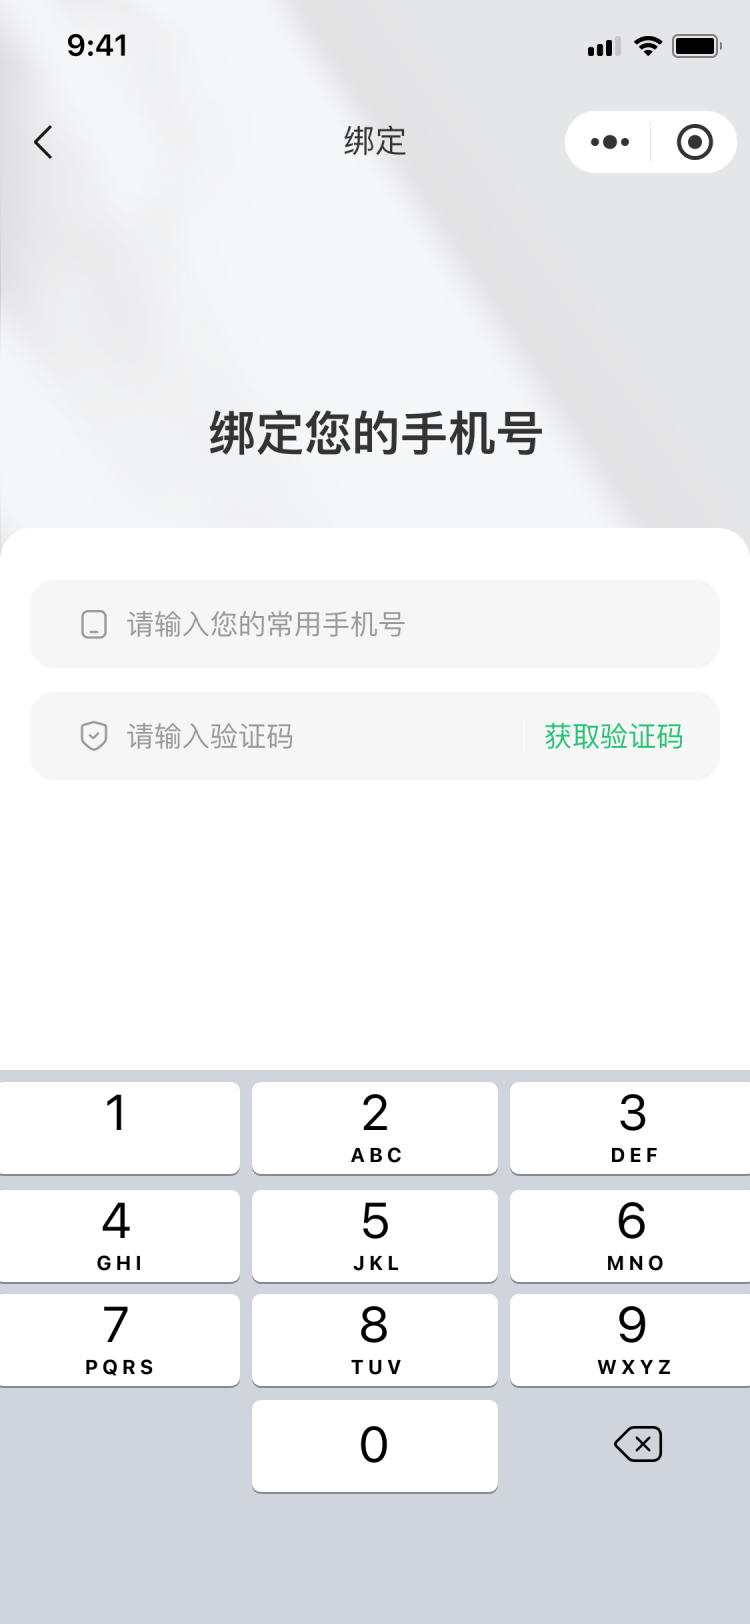 9:41
绑定
绑定您的手机号
请输入您的常用手机号
请输入验证码 获取验证码
1 2 3
ABC DEF
4 5 6
GHI JKL MNO
7 8 9
PQRS TUV WXYZ
0